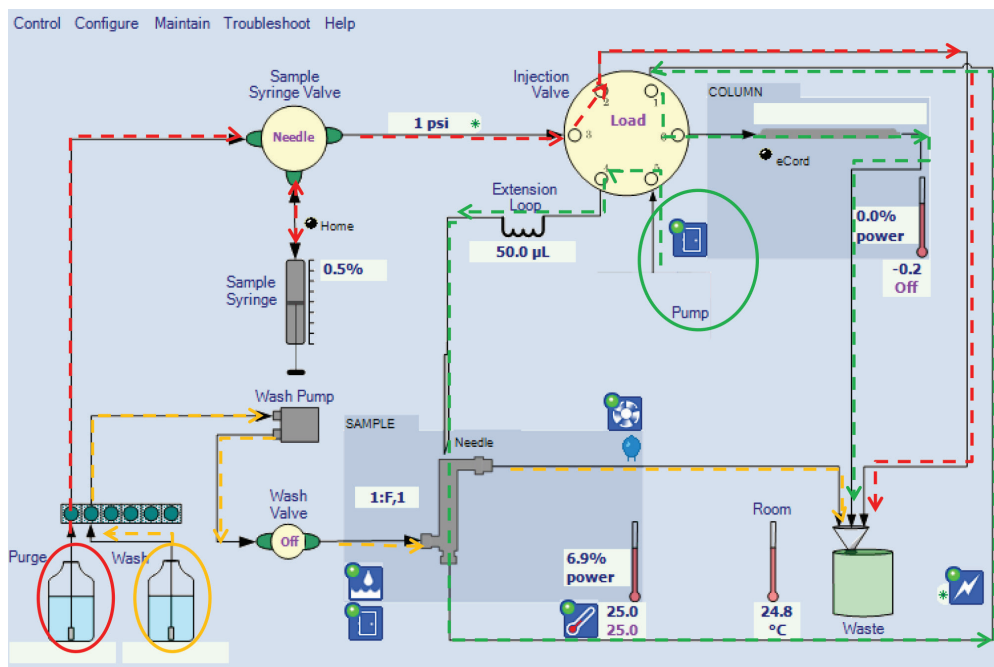 Control Configure Maintain Troubleshoot Help
Sample
Syringe Valve
Needle
1 psi *
Injection
Valve
Load
2
1
3
6
4
5
COLUMN
eCord
Extension
Loop
50.0 µL
Home
0.0%
power
-0.2
Off
Sample
Syringe
0.5%
Pump
Wash Pump
SAMPLE
Needle
1:F,1
Wash
Valve
Off
Room
Purge
Wash
6.9%
power
25.0
25.0
24.8
°C
Waste
*